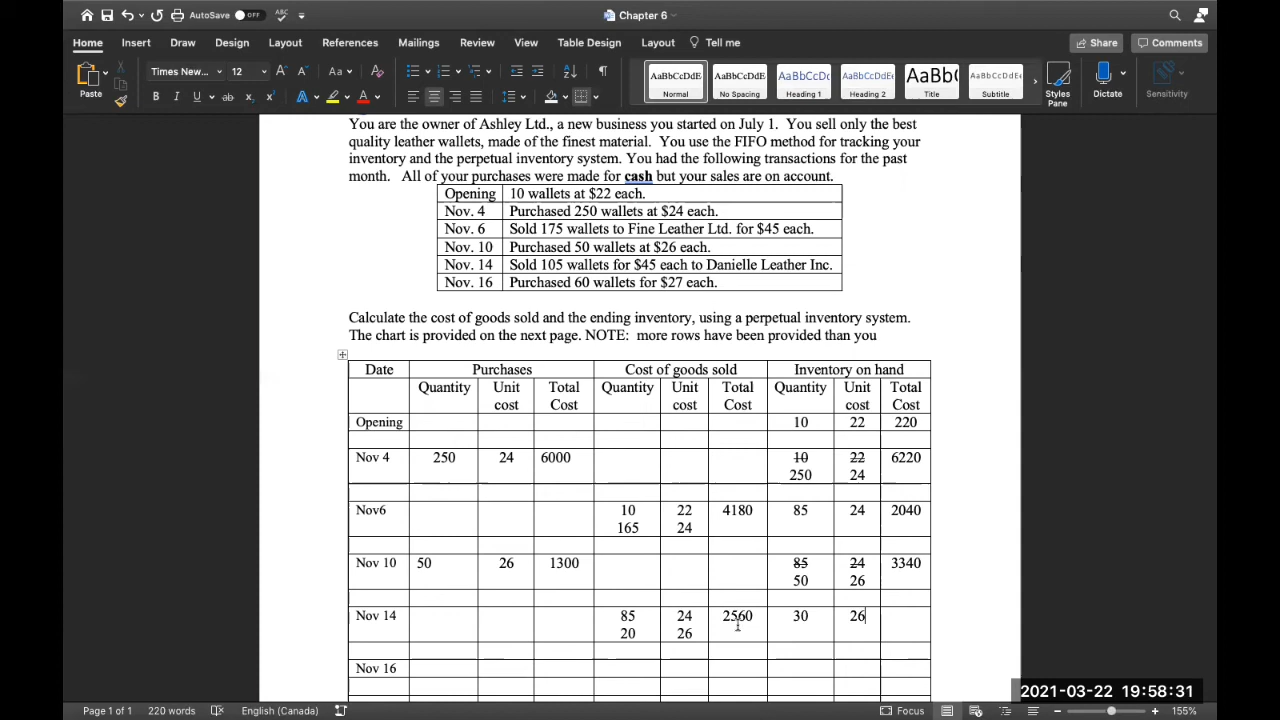 AutoSave OFF ABC Chapter 6
Home Insert Draw Design Layout References Mailings Review View Table Design Layout Tell me Share Comments
Paste Times New... 12 A A Aa A
B I U ab x2 x2 A A
AaBbCcDdE Normal AaBbCcDdE No Spacing AaBbCcDc Heading 1 AaBbCcDdE Heading 2 AaBb(C Title AaBbCcDdE Subtitle Styles Pane Dictate Sensitivity
You are the owner of Ashley Ltd., a new business you started on July 1. You sell only the best
quality leather wallets, made of the finest material. You use the FIFO method for tracking your
inventory and the perpetual inventory system. You had the following transactions for the past
month. All of your purchases were made for cash but your sales are on account.
Opening 10 wallets at $22 each.
Nov. 4 Purchased 250 wallets at $24 each.
Nov. 6 Sold 175 wallets to Fine Leather Ltd. for $45 each.
Nov. 10 Purchased 50 wallets at $26 each.
Nov. 14 Sold 105 wallets for $45 each to Danielle Leather Inc.
Nov. 16 Purchased 60 wallets for $27 each.
Calculate the cost of goods sold and the ending inventory, using a perpetual inventory system.
The chart is provided on the next page. NOTE: more rows have been provided than you
Date Purchases Cost of goods sold Inventory on hand
Quantity Unit Total Quantity Unit Total Quantity Unit Total
cost Cost cost Cost cost Cost
Opening 10 22 220
Nov 4 250 24 6000 10 22 6220
250 24
Nov6 10 22 4180 85 24 2040
165 24
Nov 10 50 26 1300 85 24 3340
50 26
Nov 14 85 24 2560 30 26
20 26
Nov 16
2021-03-22 19:58:31
Page 1 of 1 220 words English (Canada) Focus 155%